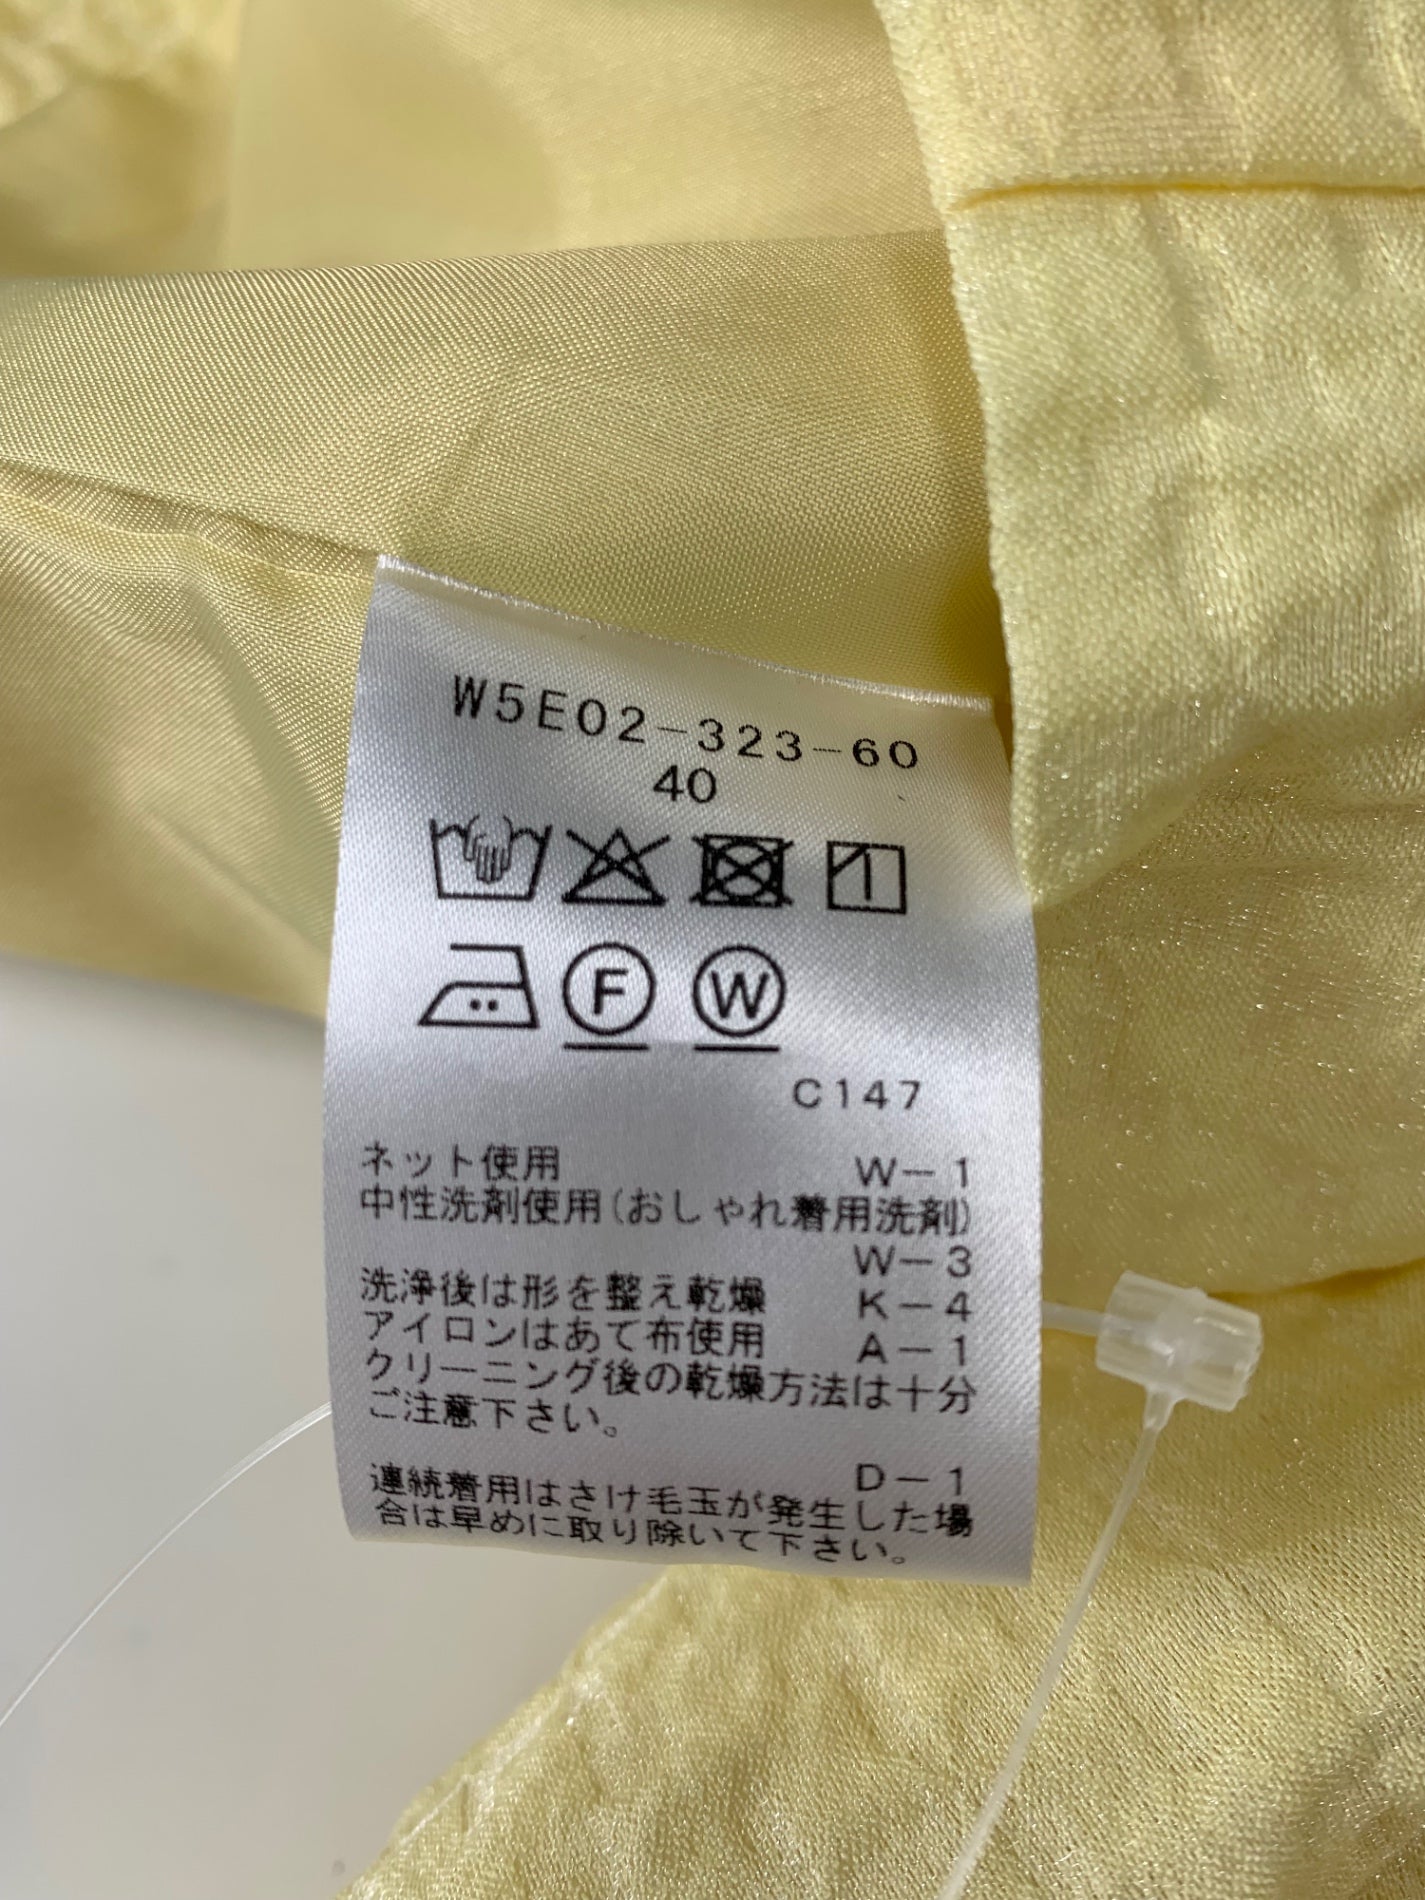 W5E02-323-60
40
F W
C147
ネット使用 W-1
中性洗剤使用(おしゃれ着用洗剤)
W-3
洗浄後は形を整え乾燥 K-4
アイロンはあて布使用 A-1
クリーニング後の乾燥方法は十分
ご注意下さい。
D-1
連続着用はさけ毛玉が発生した場
合は早めに取り除いて下さい。